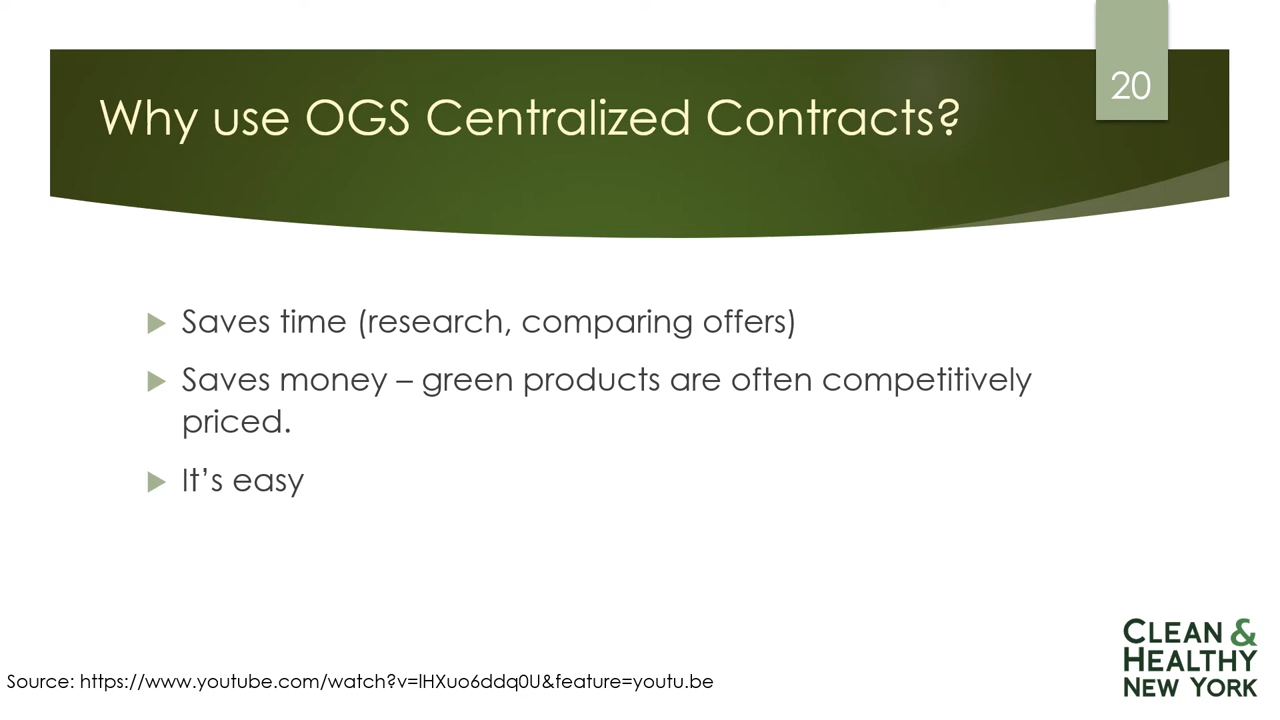 20
Why use OGS Centralized Contracts?
Saves time (research, comparing offers)
Saves money – green products are often competitively
priced.
It’s easy
Source: https://www.youtube.com/watch?v=lHXuo6ddq0U&feature=youtu.be
CLEAN &
HEALTHY
NEW YORK